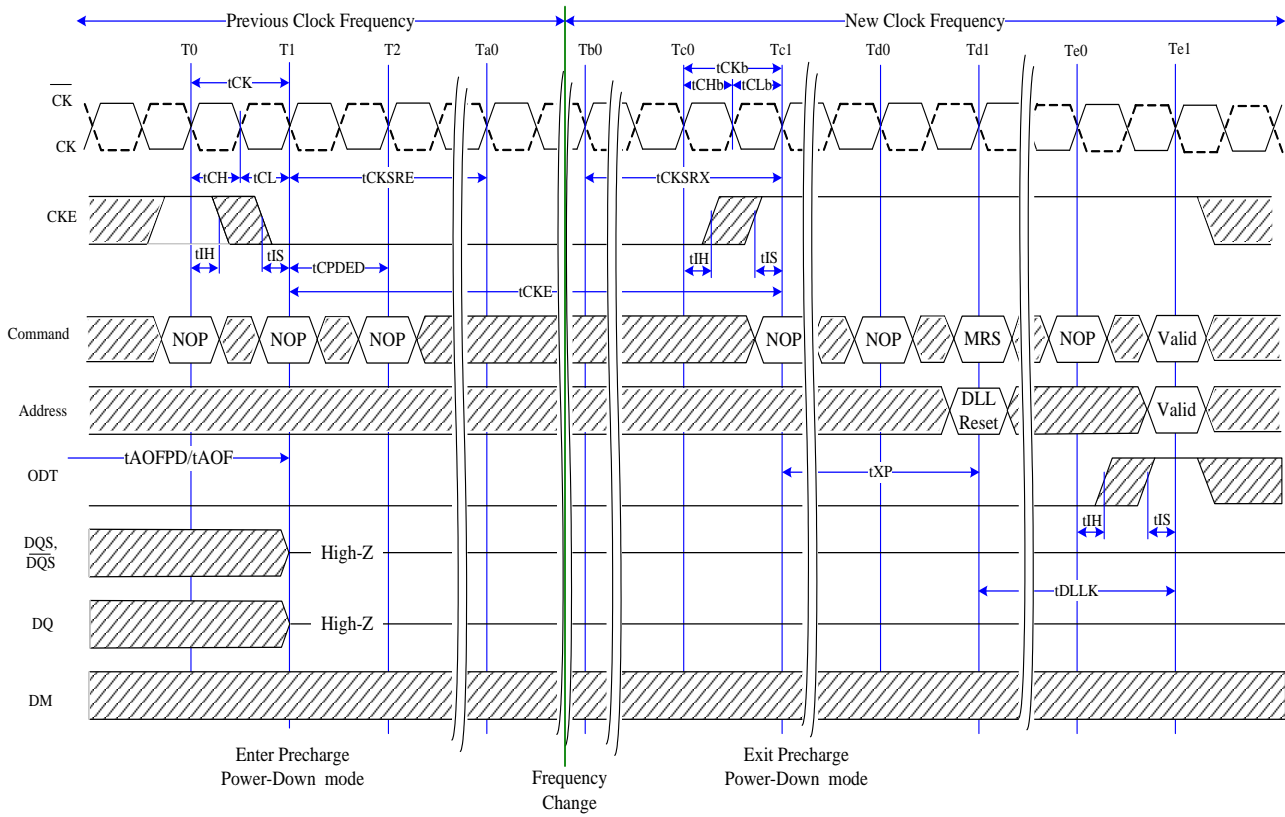 Previous Clock Frequency New Clock Frequency
T0 T1 T2 Ta0 Tb0 Tc0 Tc1 Td0 Td1 Te0 Te1
tCK tCKb
tCHb tCLb
CK
CK
tCH tCL tCKSRE tCKSRX
CKE
tIH tIS tCPDED tIH tIS
tCKE
Command NOP NOP NOP NOP NOP MRS NOP Valid
Address DLL Reset Valid
tAOFPD/tAOF
ODT tXP
tIH tIS
DQS,
DQS High-Z
tDLLK
DQ High-Z
DM
Enter Precharge
Power-Down mode
Frequency
Change
Exit Precharge
Power-Down mode